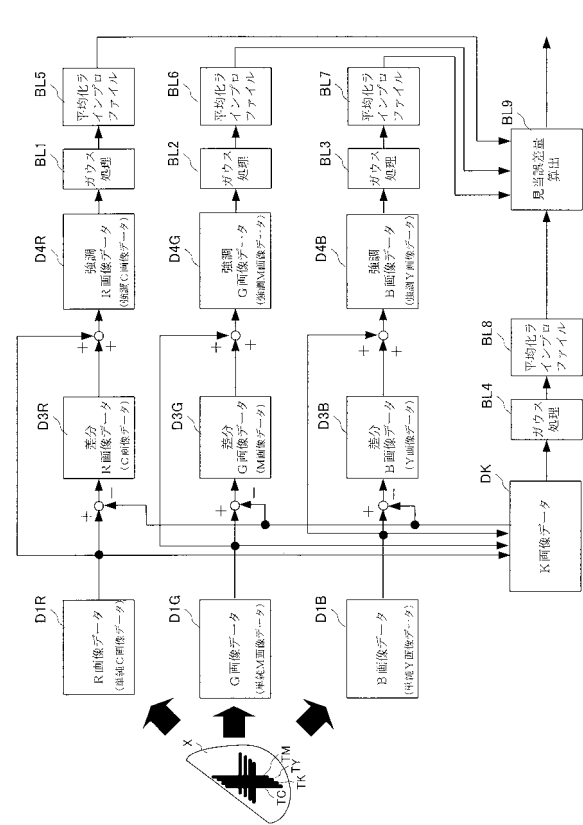 D1R
R画像データ
(単純C画像データ)
D3R
差分
R画像データ
(C画像データ)
D4R
強調
R画像データ
(強調C画像データ)
BL1
ガウス
処理
BL5
平均化ラ
インプロ
ファイル
+
−
+
+
D1G
G画像データ
(単純M画像データ)
D3G
差分
G画像データ
(M画像データ)
D4G
強調
G画像データ
(強調M画像データ)
BL2
ガウス
処理
BL6
平均化ラ
インプロ
ファイル
+
−
+
+
D1B
B画像データ
(単純Y画像データ)
D3B
差分
B画像データ
(Y画像データ)
D4B
強調
B画像データ
(強調Y画像データ)
BL3
ガウス
処理
BL7
平均化ラ
インプロ
ファイル
+
−
+
+
X
TM
TY
TK
TC
DK
K画像データ
BL4
ガウス
処理
BL8
平均化ラ
インプロ
ファイル
BL9
見当誤差量
算出